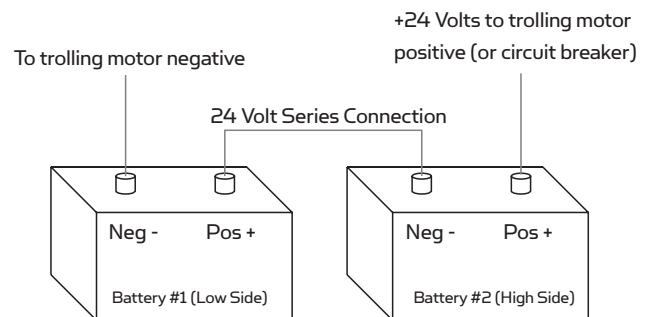 +24 Volts to trolling motor
positive (or circuit breaker)
To trolling motor negative
24 Volt Series Connection
Neg - Pos +
Neg - Pos +
Battery #1 (Low Side)
Battery #2 (High Side)